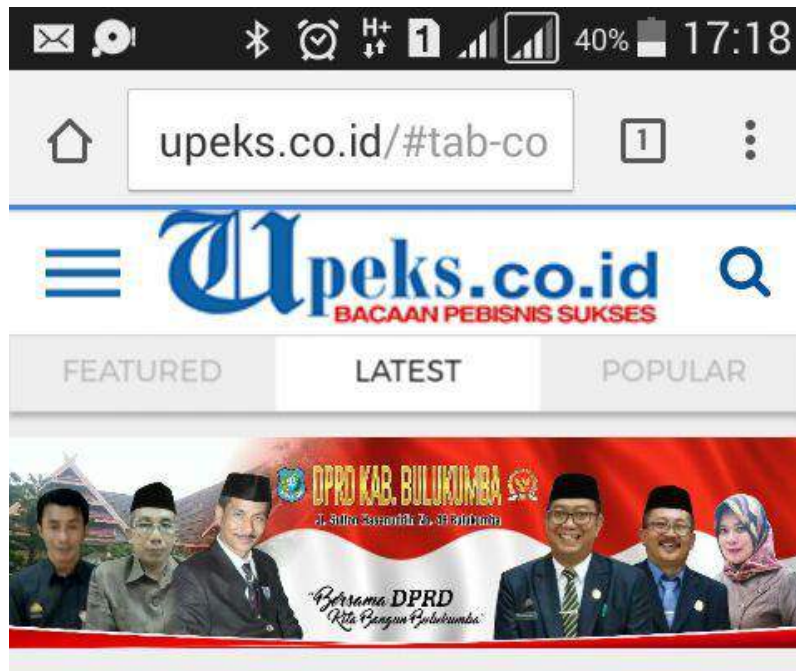 H+ 1 40% 17:18
upeks.co.id/#tab-co 1
Upeks.co.id
BACAAN PEBISNIS SUKSES
FEATURED LATEST POPULAR
DPRD KAB. BULUKUMBA
"Bersama DPRD
Kita Bangun Bulukumba"